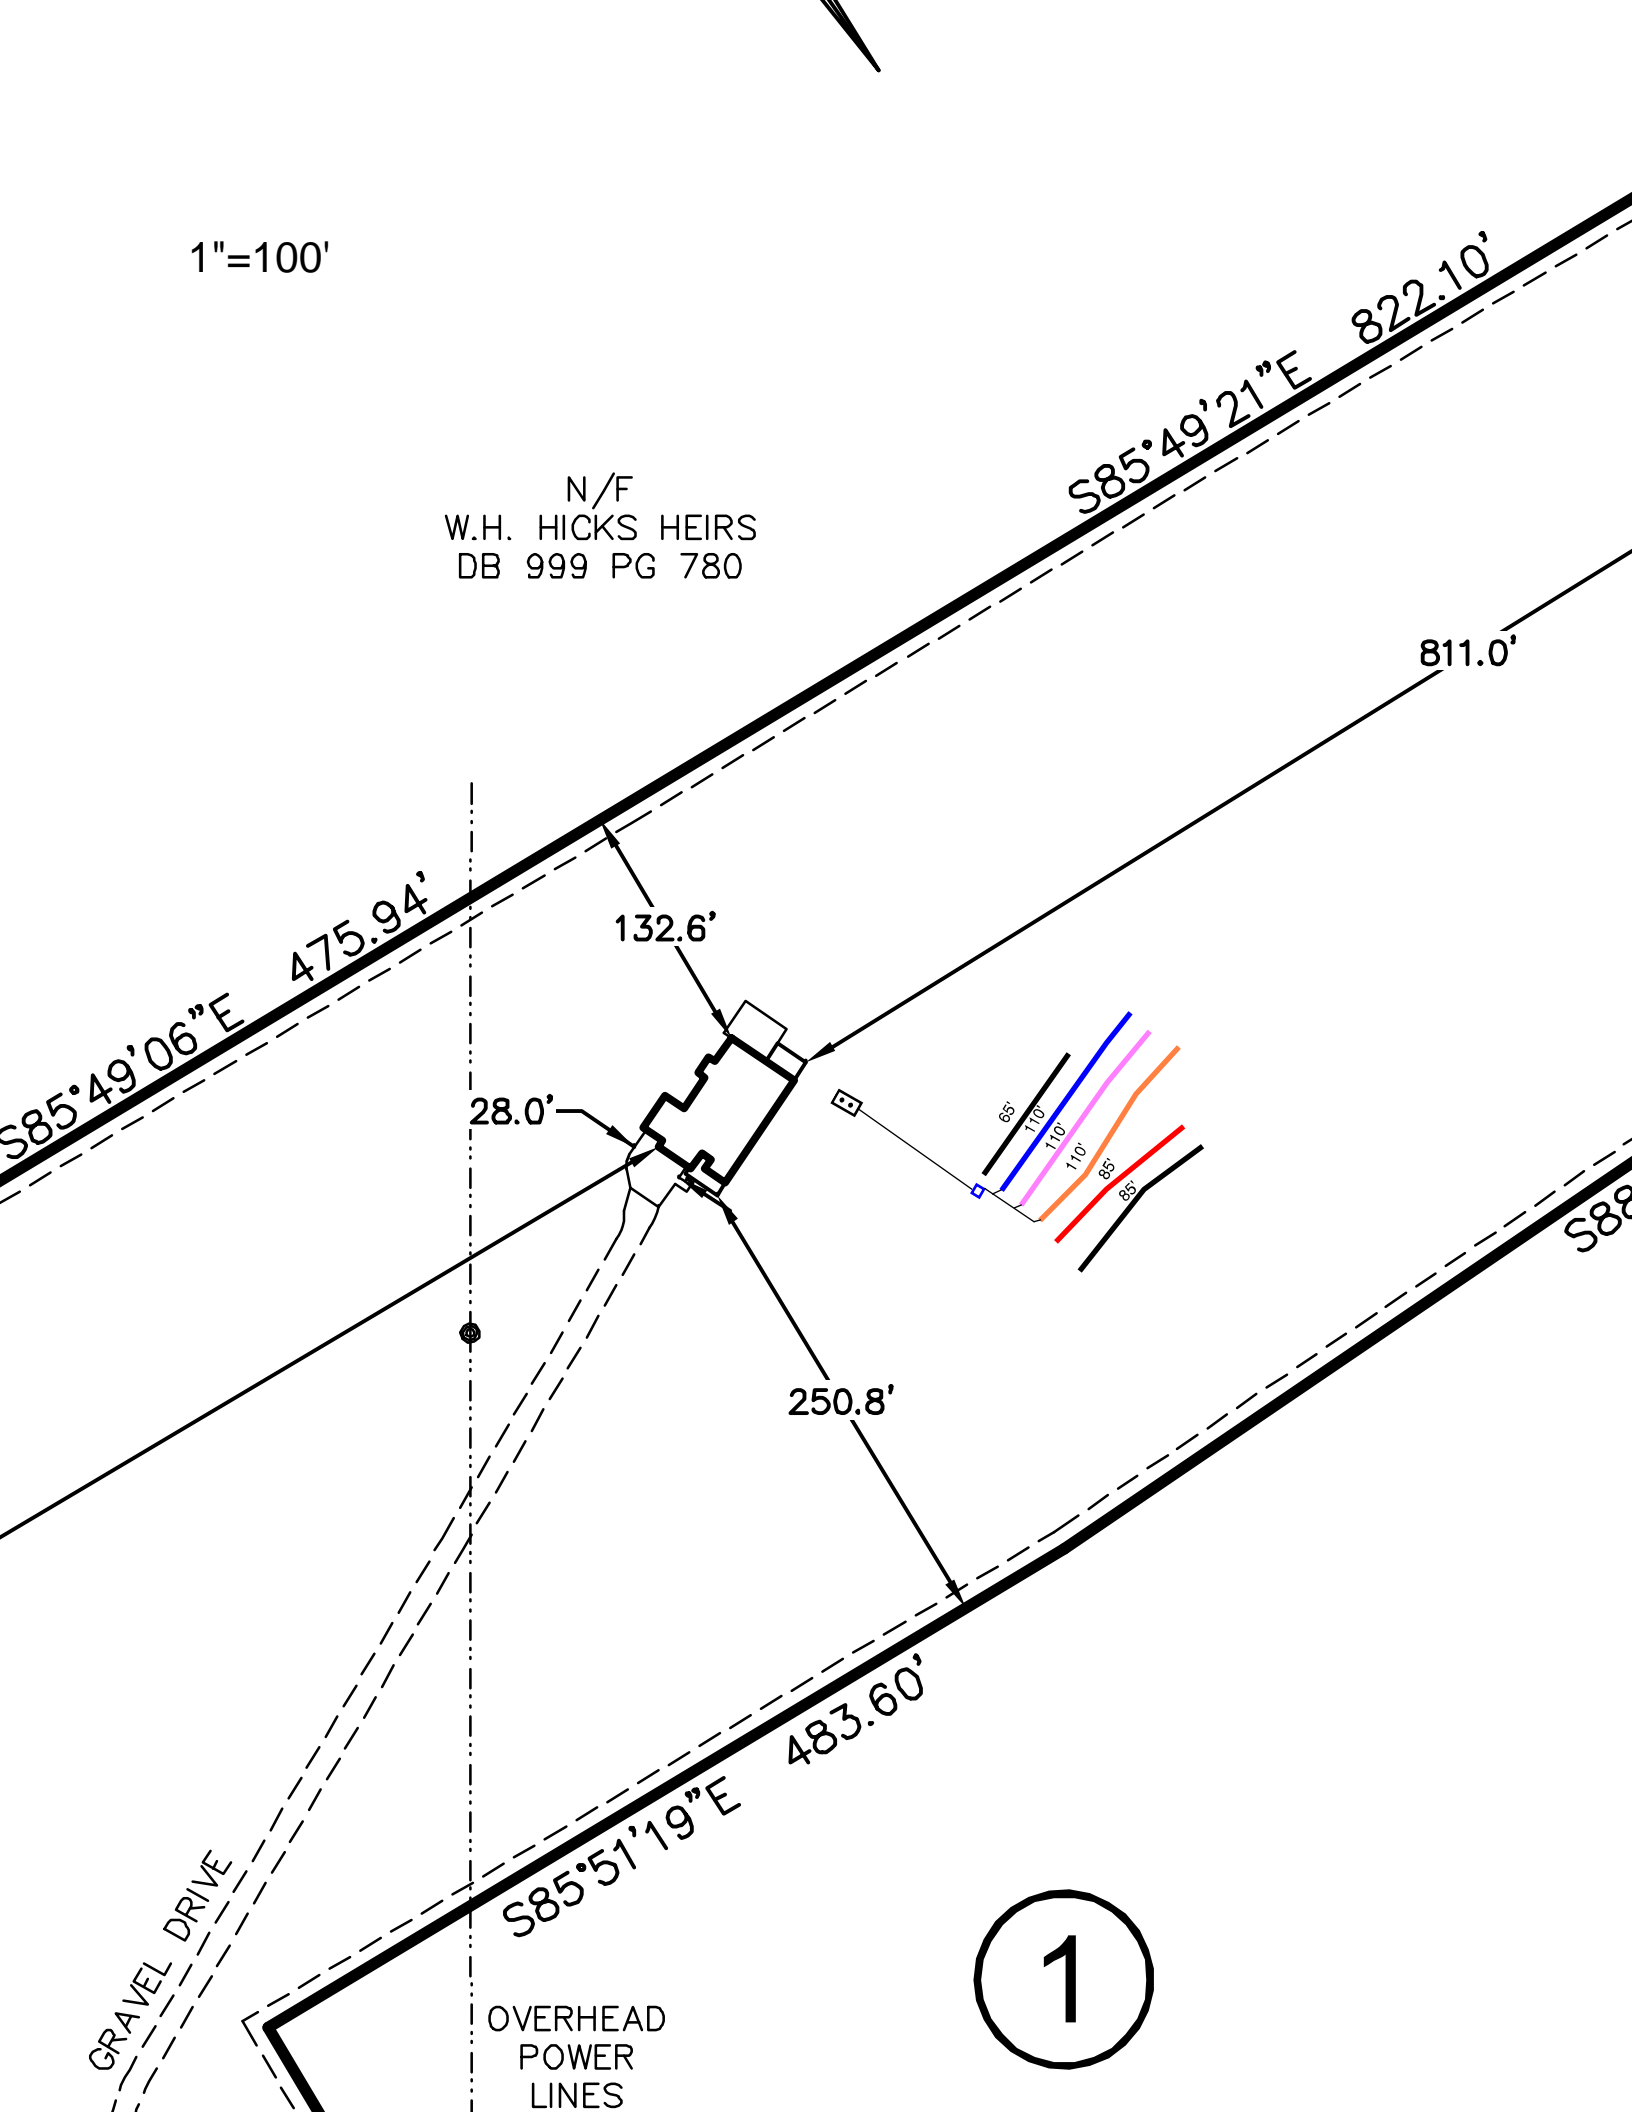 1"=100'
822.10'
S85°49'21"E
N/F
W.H. HICKS HEIRS
DB 999 PG 780
811.0'
475.94'
S85°49'06"E
132.6'
28.0'
65'
110'
110'
110'
85'
85'
S88
250.8'
483.60'
S85°51'19"E
GRAVEL DRIVE
1
OVERHEAD
POWER
LINES